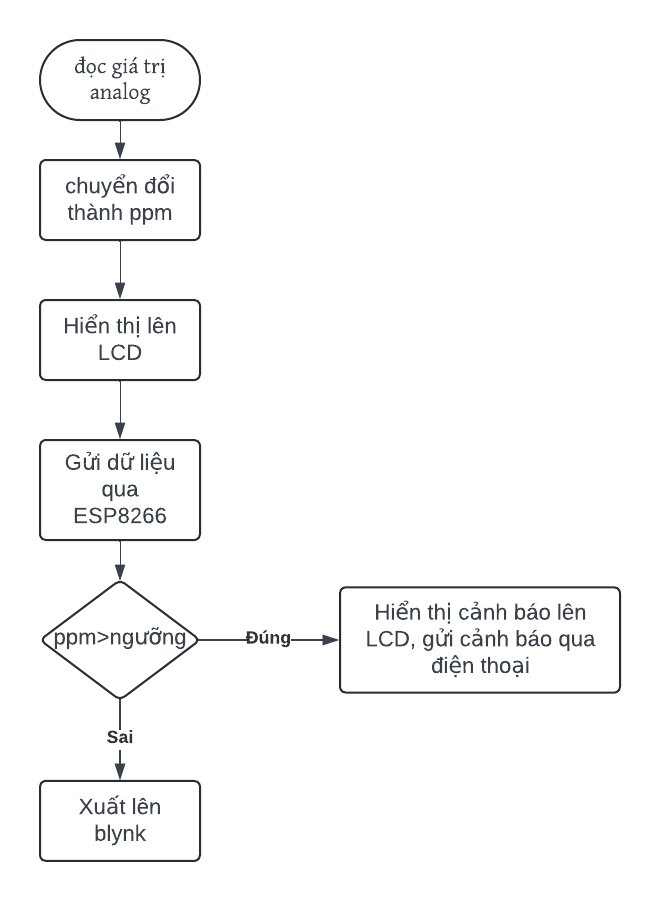 đọc giá trị
analog
chuyển đổi
thành ppm
Hiển thị lên
LCD
Gửi dữ liệu
qua
ESP8266
ppm>ngưỡng
Đúng
Hiển thị cảnh báo lên
LCD, gửi cảnh báo qua
điện thoại
Sai
Xuất lên
blynk